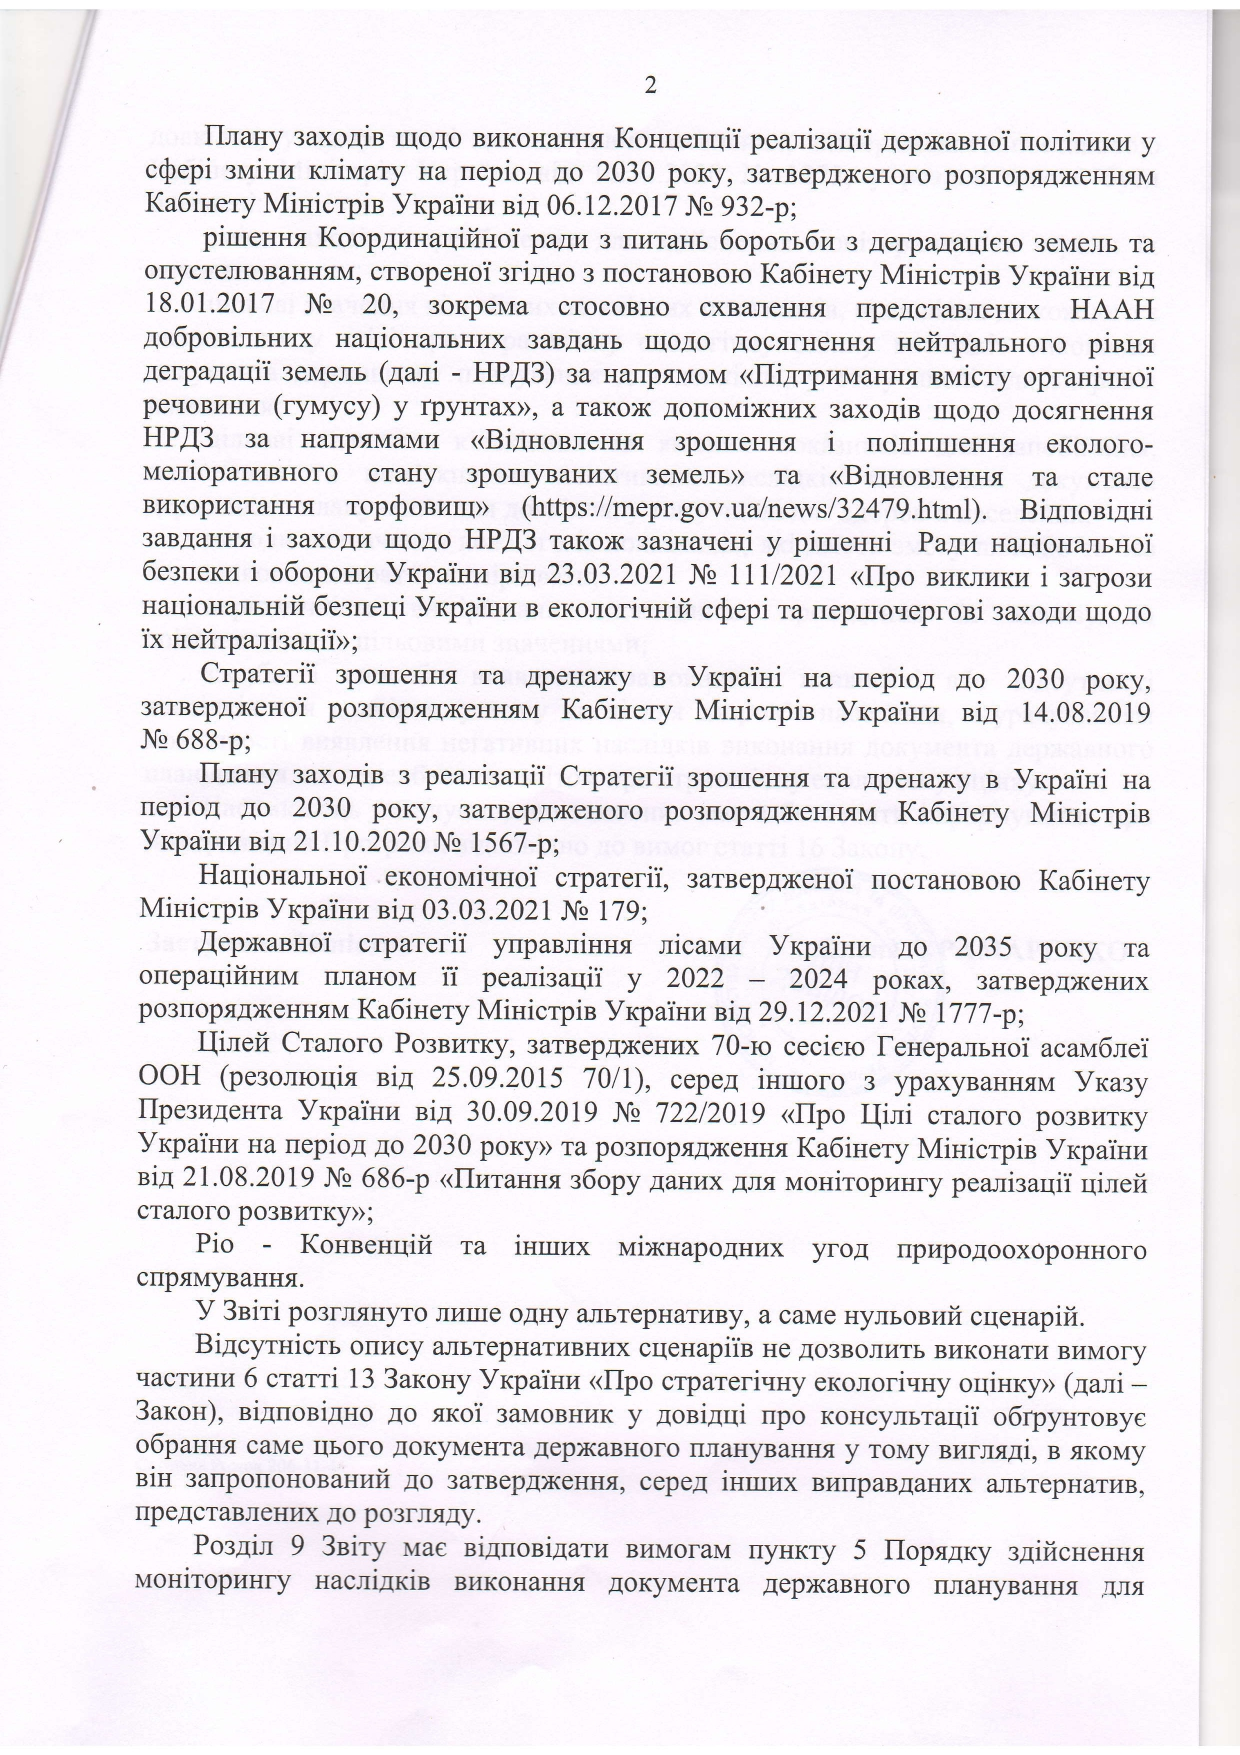 2
Плану заходів щодо виконання Концепції реалізації державної політики у
сфері зміни клімату на період до 2030 року, затвердженого розпорядженням
Кабінету Міністрів України від 06.12.2017 № 932-р;
рішення Координаційної ради з питань боротьби з деградацією земель та
опустелюванням, створеної згідно з постановою Кабінету Міністрів України від
18.01.2017 № 20, зокрема стосовно схвалення представлених НААН
добровільних національних завдань щодо досягнення нейтрального рівня
деградації земель (далі - НРДЗ) за напрямом «Підтримання вмісту органічної
речовини (гумусу) у ґрунтах», а також допоміжних заходів щодо досягнення
НРДЗ за напрямами «Відновлення зрошення і поліпшення еколого-
меліоративного стану зрошуваних земель» та «Відновлення та стале
використання торфовищ» (https://mepr.gov.ua/news/32479.html). Відповідні
завдання і заходи щодо НРДЗ також зазначені у рішенні Ради національної
безпеки і оборони України від 23.03.2021 № 111/2021 «Про виклики і загрози
національній безпеці України в екологічній сфері та першочергові заходи щодо
їх нейтралізації»;
Стратегії зрошення та дренажу в Україні на період до 2030 року,
затвердженої розпорядженням Кабінету Міністрів України від 14.08.2019
№ 688-р;
Плану заходів з реалізації Стратегії зрошення та дренажу в Україні на
період до 2030 року, затвердженого розпорядженням Кабінету Міністрів
України від 21.10.2020 № 1567-р;
Національної економічної стратегії, затвердженої постановою Кабінету
Міністрів України від 03.03.2021 № 179;
Державної стратегії управління лісами України до 2035 року та
операційним планом її реалізації у 2022 – 2024 роках, затверджених
розпорядженням Кабінету Міністрів України від 29.12.2021 № 1777-р;
Цілей Сталого Розвитку, затверджених 70-ю сесією Генеральної асамблеї
ООН (резолюція від 25.09.2015 70/1), серед іншого з урахуванням Указу
Президента України від 30.09.2019 № 722/2019 «Про Цілі сталого розвитку
України на період до 2030 року» та розпорядження Кабінету Міністрів України
від 21.08.2019 № 686-р «Питання збору даних для моніторингу реалізації цілей
сталого розвитку»;
Ріо - Конвенцій та інших міжнародних угод природоохоронного
спрямування.
У Звіті розглянуто лише одну альтернативу, а саме нульовий сценарій.
Відсутність опису альтернативних сценаріїв не дозволить виконати вимогу
частини 6 статті 13 Закону України «Про стратегічну екологічну оцінку» (далі –
Закон), відповідно до якої замовник у довідці про консультації обґрунтовує
обрання саме цього документа державного планування у тому вигляді, в якому
він запропонований до затвердження, серед інших виправданих альтернатив,
представлених до розгляду.
Розділ 9 Звіту має відповідати вимогам пункту 5 Порядку здійснення
моніторингу наслідків виконання документа державного планування для